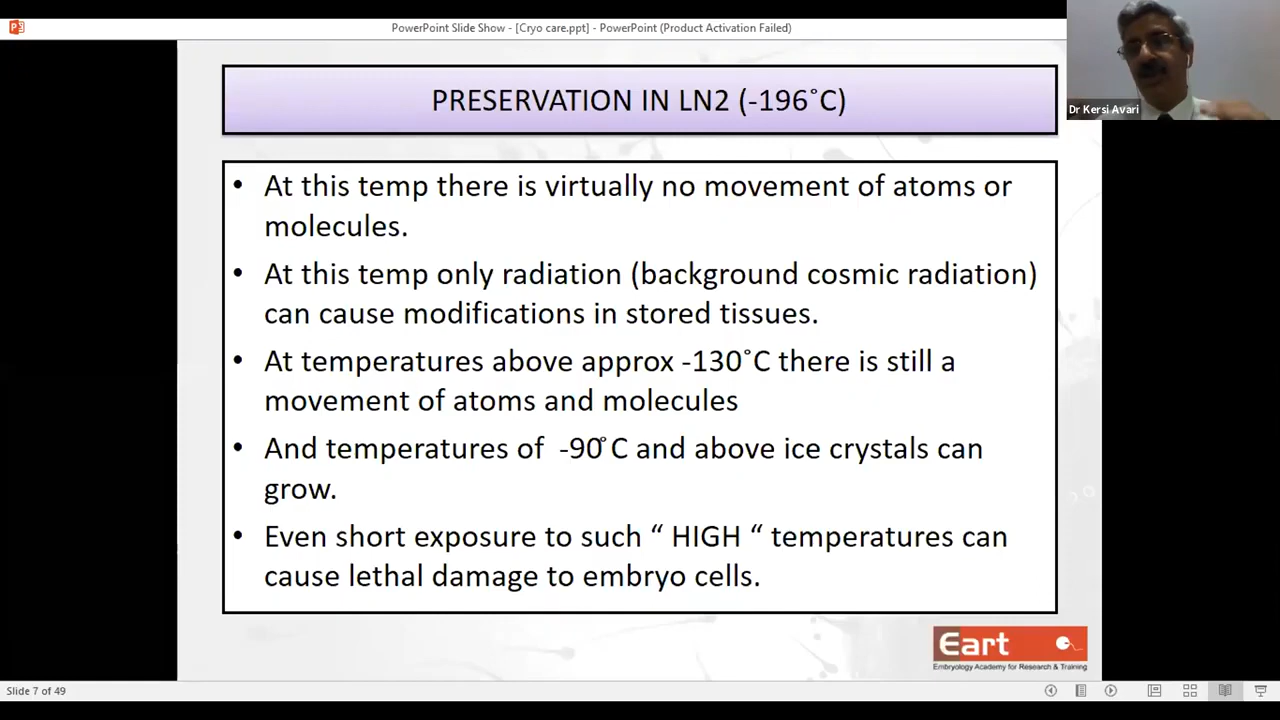 PowerPoint Slide Show - [Cryo care.ppt] - PowerPoint (Product Activation Failed)
Dr Kersi Avari
PRESERVATION IN LN2 (-196˚C)
• At this temp there is virtually no movement of atoms or
molecules.
• At this temp only radiation (background cosmic radiation)
can cause modifications in stored tissues.
• At temperatures above approx -130˚C there is still a
movement of atoms and molecules
• And temperatures of -90˚C and above ice crystals can
grow.
• Even short exposure to such “ HIGH “ temperatures can
cause lethal damage to embryo cells.
Eart
Embryology Academy for Research & Training
Slide 7 of 49